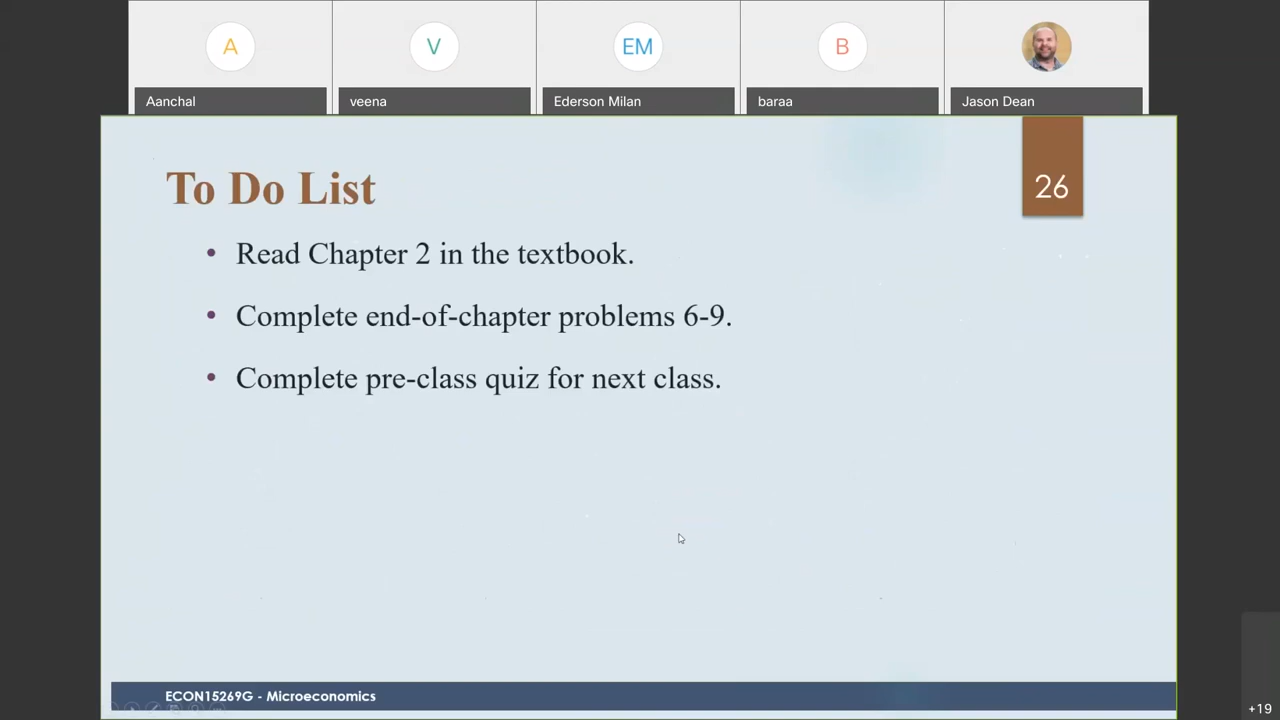 A
V
EM
B
Aanchal
veena
Ederson Milan
baraa
Jason Dean
26
To Do List
• Read Chapter 2 in the textbook.
• Complete end-of-chapter problems 6-9.
• Complete pre-class quiz for next class.
ECON15269G - Microeconomics
+19